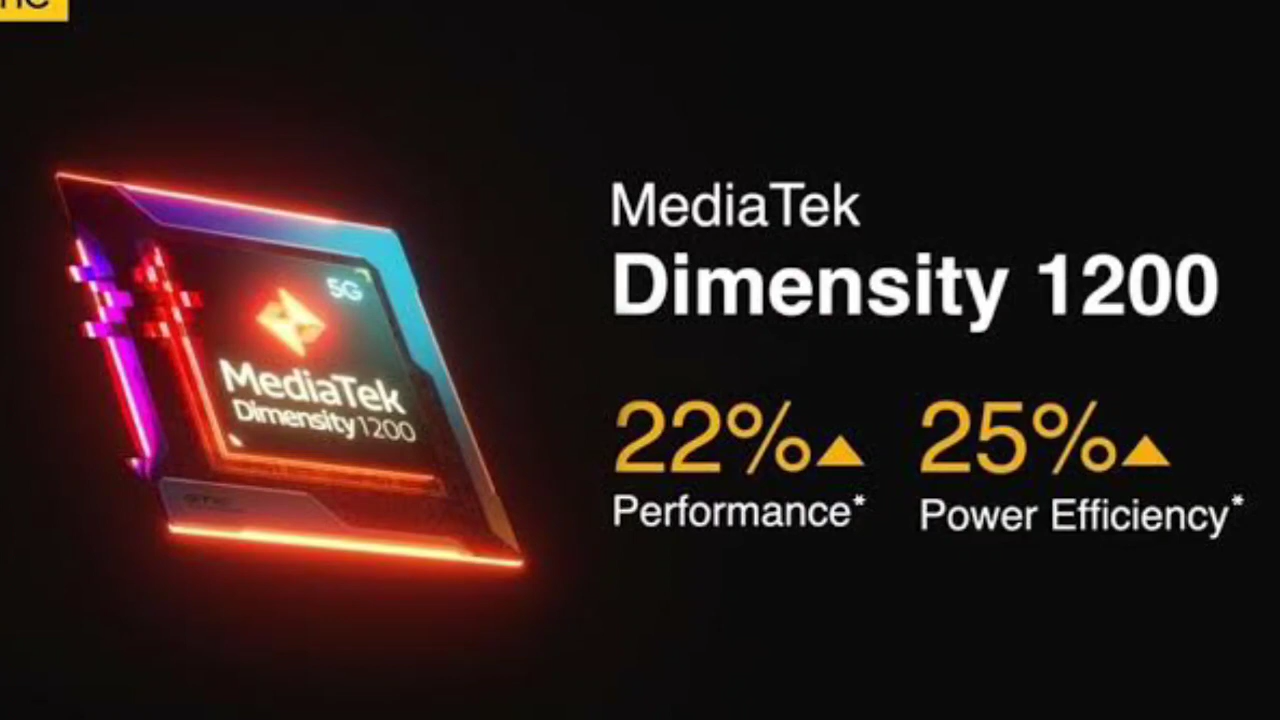 5G
MediaTek
Dimensity 1200
MediaTek
Dimensity 1200
22%▲ 25%▲
Performance* Power Efficiency*